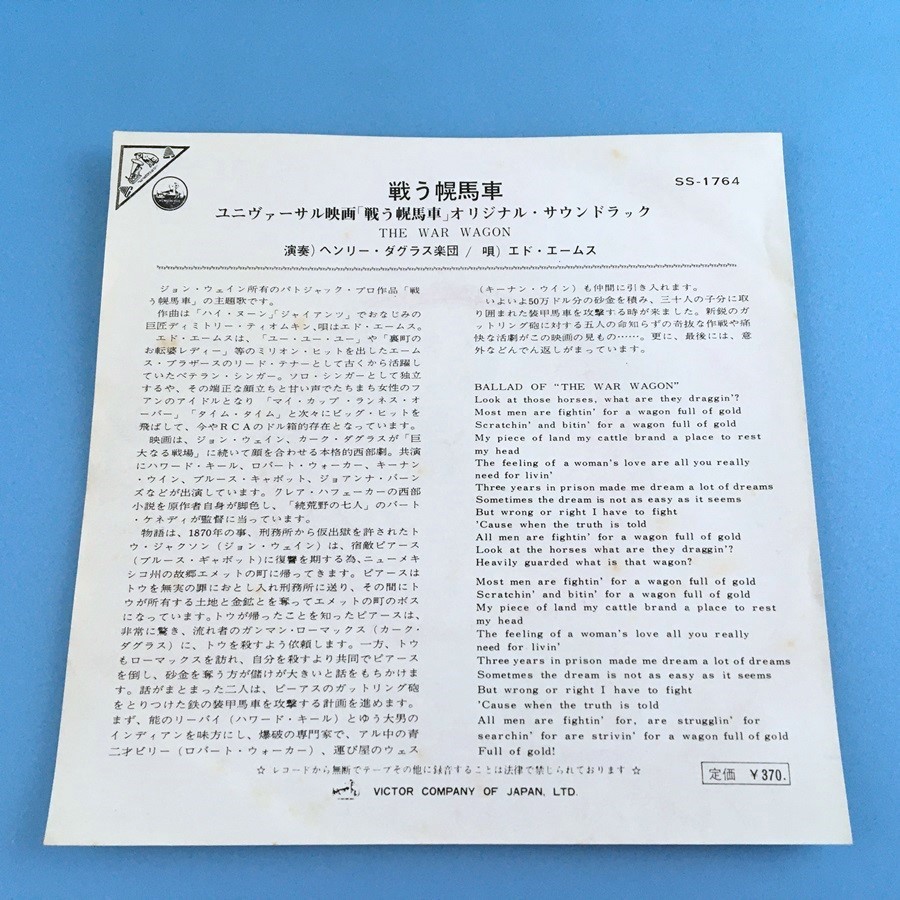 戦う幌馬車
SS-1764
ユニヴァーサル映画「戦う幌馬車」オリジナル・サウンドラック
THE WAR WAGON
演奏)ヘンリー・ダグラス楽団 / 唄)エド・エームス
ジョン・ウェイン所有のバトジャック・プロ作品「戦
う幌馬車」の主題歌です。
作曲は「ハイ・ヌーン」「ジャイアンツ」でおなじみの
巨匠ディミトリー・ティオムキン、唄はエド・エームス。
エド・エームスは、「ユー・ユー・ユー」や「裏町の
お転婆レディー」等のミリオン・ヒットを出したエーム
ス・ブラザースのリード・テナーとして古くから活躍し
ていたベテラン・シンガー。ソロ・シンガーとして独立
するや、その端正な顔立ちと甘い声でたちまち女性のフ
アンのアイドルとなり 「マイ・カップ・ランネス・オ
ーバー」「タイム・タイム」と次々にビッグ・ヒットを
飛ばして、今やRCAのドル箱的存在となっています。
映画は、ジョン・ウェイン、カーク・ダグラスが「巨
大なる戦場」に続いて顔を合わせる本格的西部劇。共演
にハワード・キール、ロバート・ウォーカー、キーナン
・ウイン、ブルース・キャボット、ジョアンナ・バーン
ズなどが出演しています。クレア・ハフェーカーの西部
小説を原作者自身が脚色し、「続荒野の七人」のバート
・ケネディが監督に当っています。
物語は、1870年の事、刑務所から仮出獄を許されたト
ウ・ジャクソン(ジョン・ウェイン)は、宿敵ピアース
(ブルース・ギャボット)に復讐を期する為、ニューメキ
シコ州の故郷エメットの町に帰ってきます。ピアースは
トウを無実の罪におとし入れ刑務所に送り、その間にト
ウが所有する土地と金鉱とを奪ってエメットの町のボス
になっています。トウが帰ったことを知ったピアースは、
非常に驚き、流れ者のガンマン・ローマックス(カーク・
ダグラス)に、トウを殺すよう依頼します。一方、トウ
もローマックスを訪れ、自分を殺すより共同でピアース
を倒し、砂金を奪う方が儲けが大きいと話をもちかけま
す。話がまとまった二人は、ピーアスのガットリング砲
をとりつけた鉄の装甲馬車を攻撃する計画を進めます。
まず、能のリーバイ(ハワード・キール)とゆう大男の
インディアンを味方にし、爆破の専門家で、アル中の青
二才ビリー(ロバート・ウォーカー)、運び屋のウェス
(キーナン・ウイン)も仲間に引き入れます。
いよいよ50万ドル分の砂金を積み、三十人の子分に取
り囲まれた装甲馬車を攻撃する時が来ました。新鋭のガ
ットリング砲に対する五人の命知らずの奇抜な作戦や痛
快な活劇がこの映画の見もの……。更に、最後には、意
外などんでん返しがまっています。
BALLAD OF "THE WAR WAGON"
Look at those horses, what are they draggin'?
Most men are fightin' for a wagon full of gold
Scratchin' and bitin' for a wagon full of gold
My piece of land my cattle brand a place to rest
my head
The feeling of a woman's love are all you really
need for livin'
Three years in prison made me dream a lot of dreams
Sometimes the dream is not as easy as it seems
But wrong or right I have to fight
'Cause when the truth is told
All men are fightin' for a wagon full of gold
Look at the horses what are they draggin'?
Heavily guarded what is that wagon?
Most men are fightin' for a wagon full of gold
Scratchin' and bitin' for a wagon full of gold
My piece of land my cattle brand a place to rest
my head
The feeling of a woman's love all you really
need for livin'
Three years in prison made me dream a lot of dreams
Sometimes the dream is not as easy as it seems
But wrong or right I have to fight
'Cause when the truth is told
All men are fightin' for, are strugglin' for
searchin' for are strivin' for a wagon full of gold
Full of gold!
☆ レコードから無断でテープその他に録音することは法律で禁じられております ☆
定価 ¥370.
VICTOR COMPANY OF JAPAN, LTD.